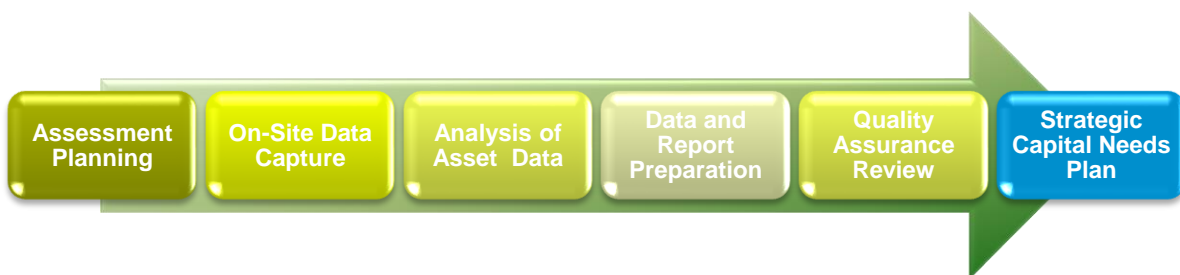 Assessment
Planning
On-Site Data
Capture
Analysis of
Asset Data
Data and
Report
Preparation
Quality
Assurance
Review
Strategic
Capital Needs
Plan